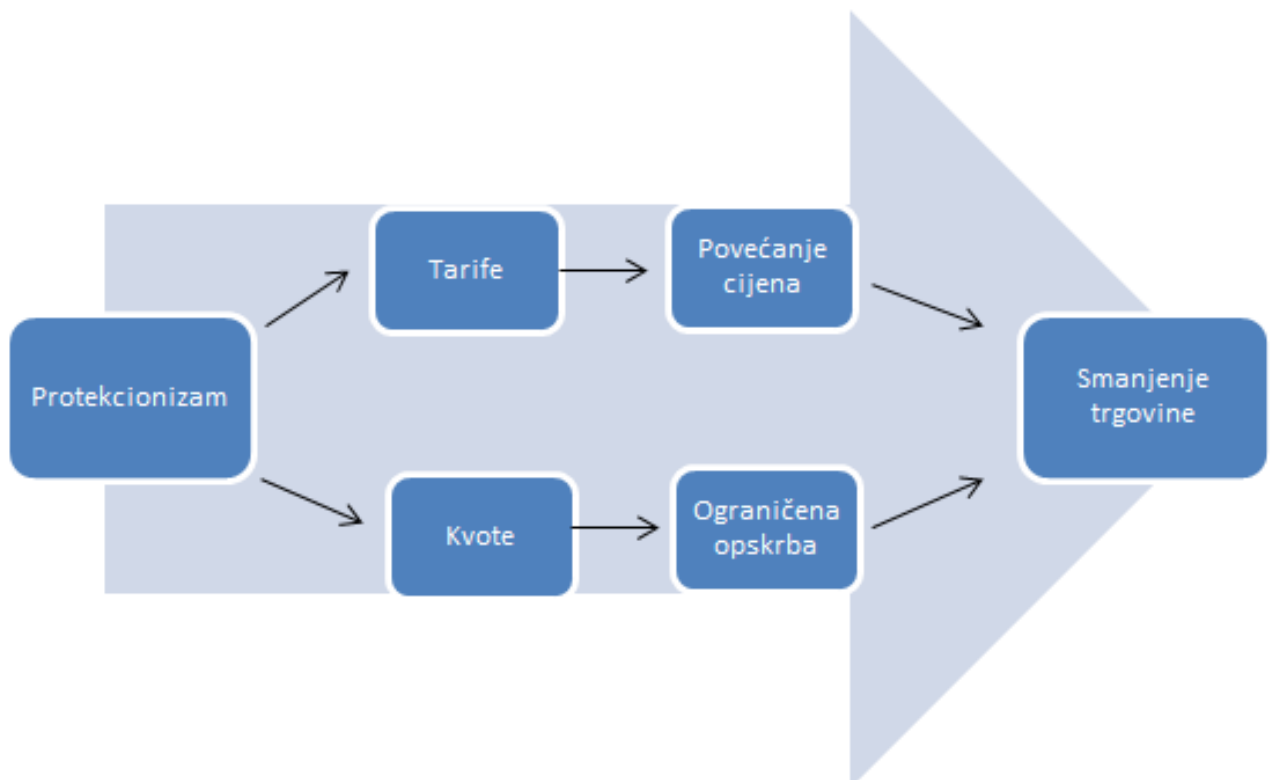 Protekcionizam
Tarife
Povećanje
cijena
Kvote
Ograničena
opskrba
Smanjenje
trgovine